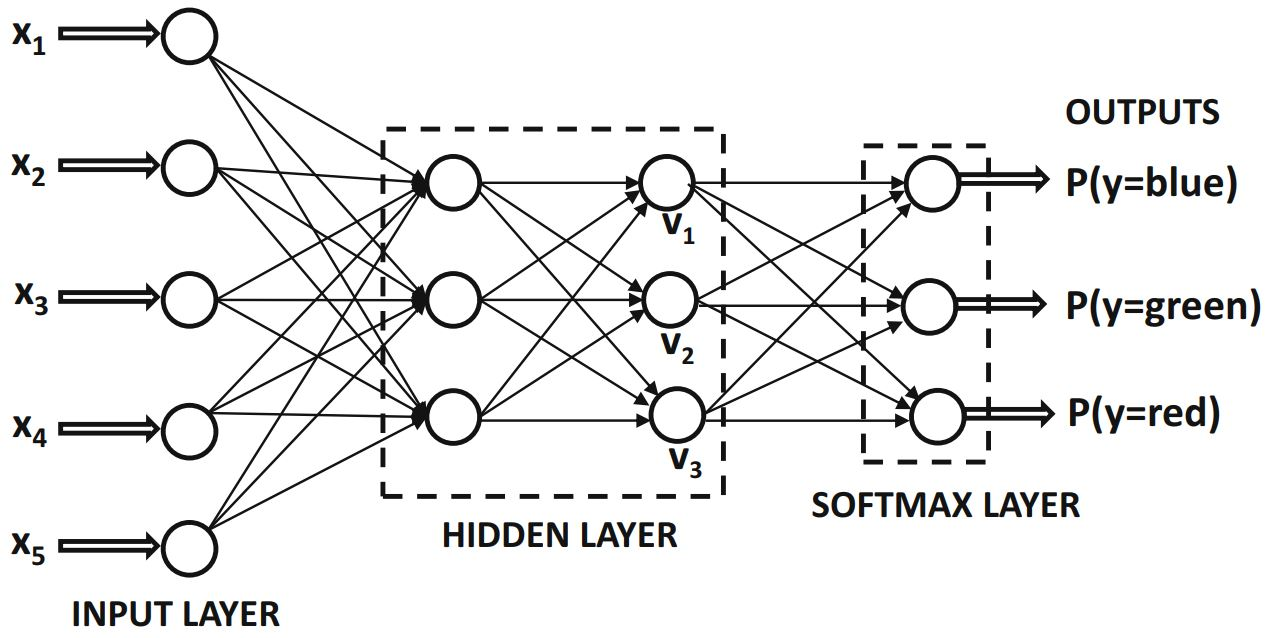 x1
x2
x3
x4
x5
INPUT LAYER
v1
v2
v3
HIDDEN LAYER
SOFTMAX LAYER
OUTPUTS
P(y=blue)
P(y=green)
P(y=red)